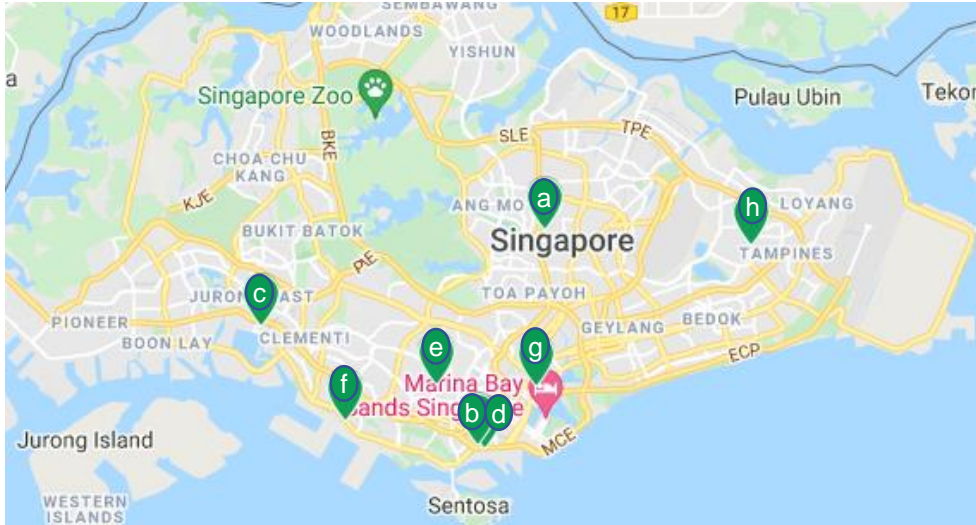 SEMBAWANG
17
WOODLANDS
YISHUN
a
Singapore Zoo
Pulau Ubin
Tekon
SLE
TPE
BKE
CHOA CHU
KANG
KJE
ANG MO
a
h
LOYANG
BUKIT BATOK
Singapore
TAMPINES
PIE
c
JURONG EAST
TOA PAYOH
PIONEER
BOON LAY
CLEMENTI
GEYLANG
BEDOK
e
g
ECP
f
Marina Bay
Sands Singapore
b
d
MCE
Jurong Island
WESTERN
ISLANDS
Sentosa